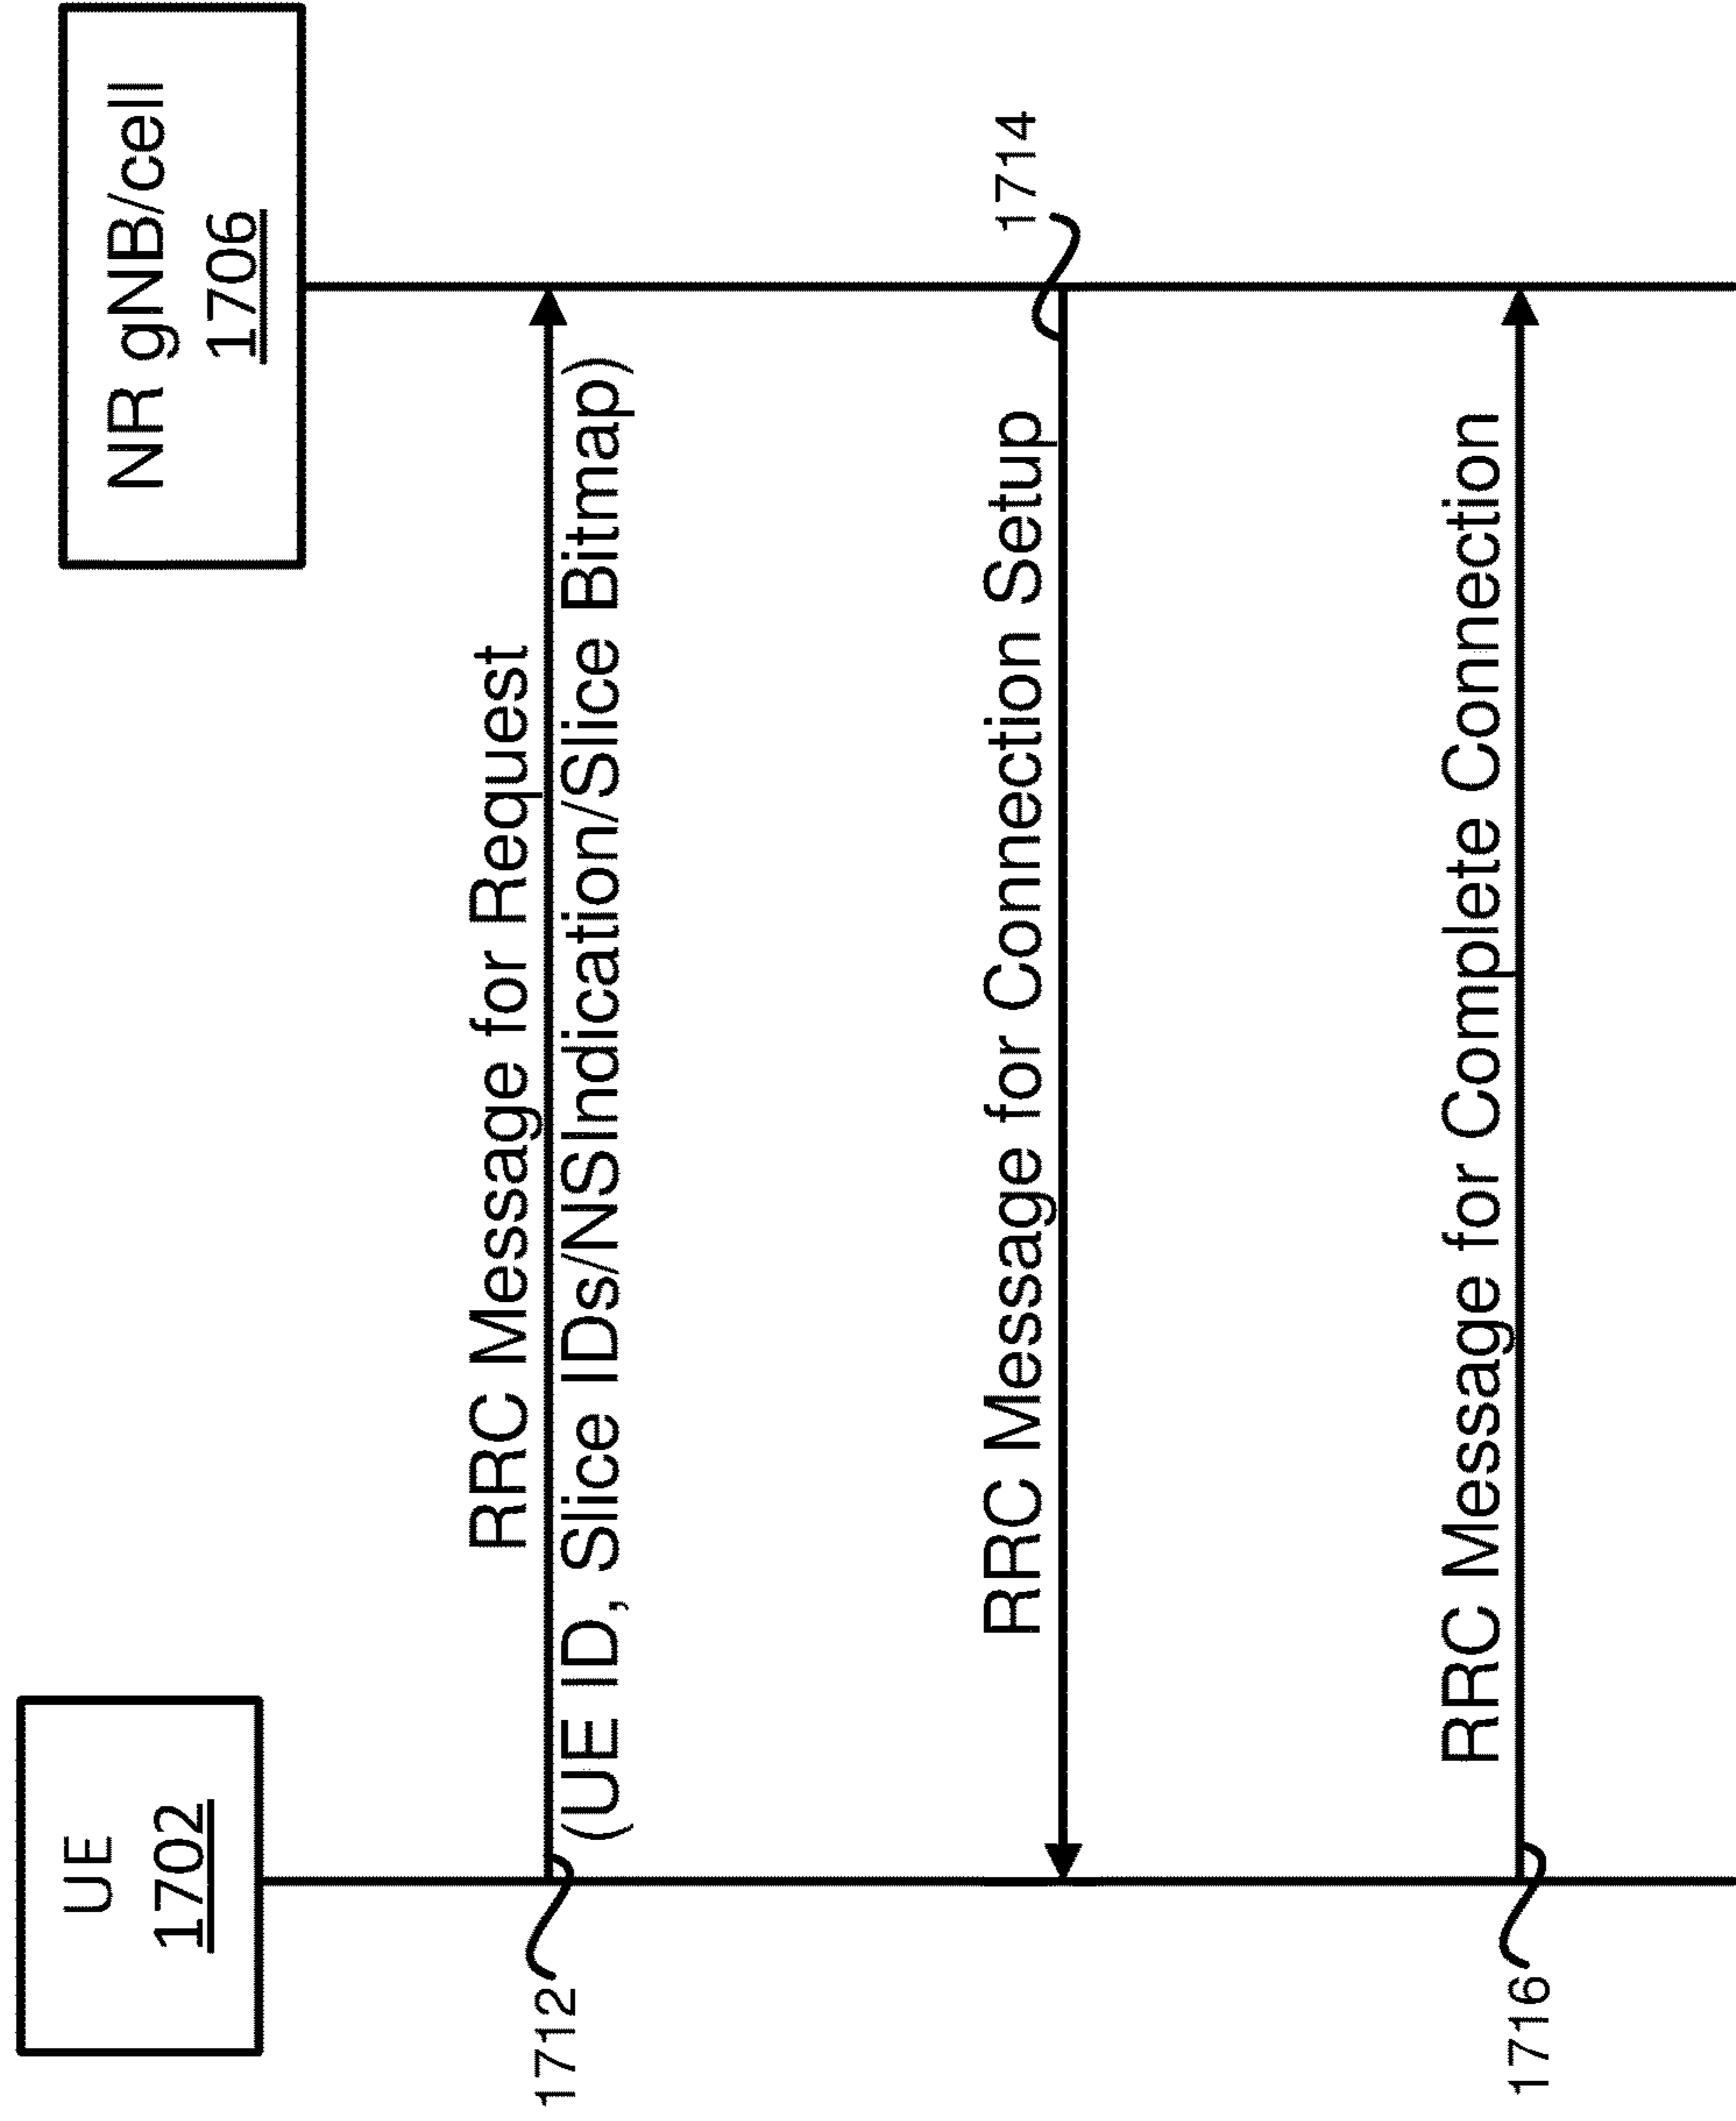 UE
1702
NR gNB/cell
1706
1712
RRC Message for Request
(UE ID, Slice IDs/NSIndication/Slice Bitmap)
RRC Message for Connection Setup
1714
1716
RRC Message for Complete Connection